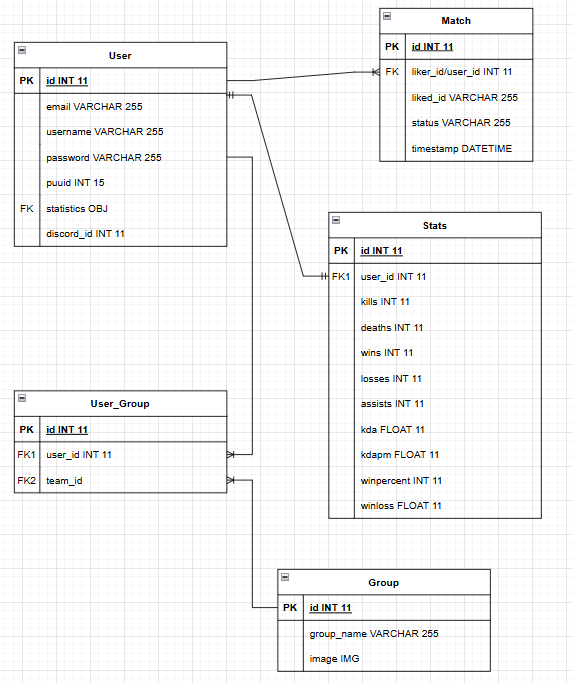 User
PK id INT 11
email VARCHAR 255
username VARCHAR 255
password VARCHAR 255
puuid INT 15
FK statistics OBJ
discord_id INT 11
Match
PK id INT 11
FK liker_id/user_id INT 11
liked_id VARCHAR 255
status VARCHAR 255
timestamp DATETIME
Stats
PK id INT 11
FK1 user_id INT 11
kills INT 11
deaths INT 11
wins INT 11
losses INT 11
assists INT 11
kda FLOAT 11
kdapm FLOAT 11
winpercent INT 11
winloss FLOAT 11
User_Group
PK id INT 11
FK1 user_id INT 11
FK2 team_id
Group
PK id INT 11
group_name VARCHAR 255
image IMG